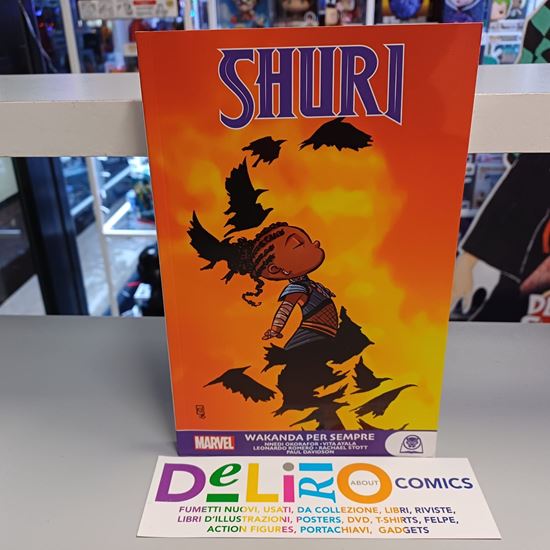 SHURI
MARVEL
WAKANDA PER SEMPRE
NNEDI OKORAFOR • VITA AYALA
LEONARDO ROMERO • RACHAEL STOTT
PAUL DAVIDSON
DeLiRiO ABOUT COMICS
FUMETTI NUOVI, USATI, DA COLLEZIONE, LIBRI, RIVISTE,
LIBRI D'ILLUSTRAZIONI, POSTERS, DVD, T-SHIRTS, FELPE,
ACTION FIGURES, PORTACHIAVI, GADGETS